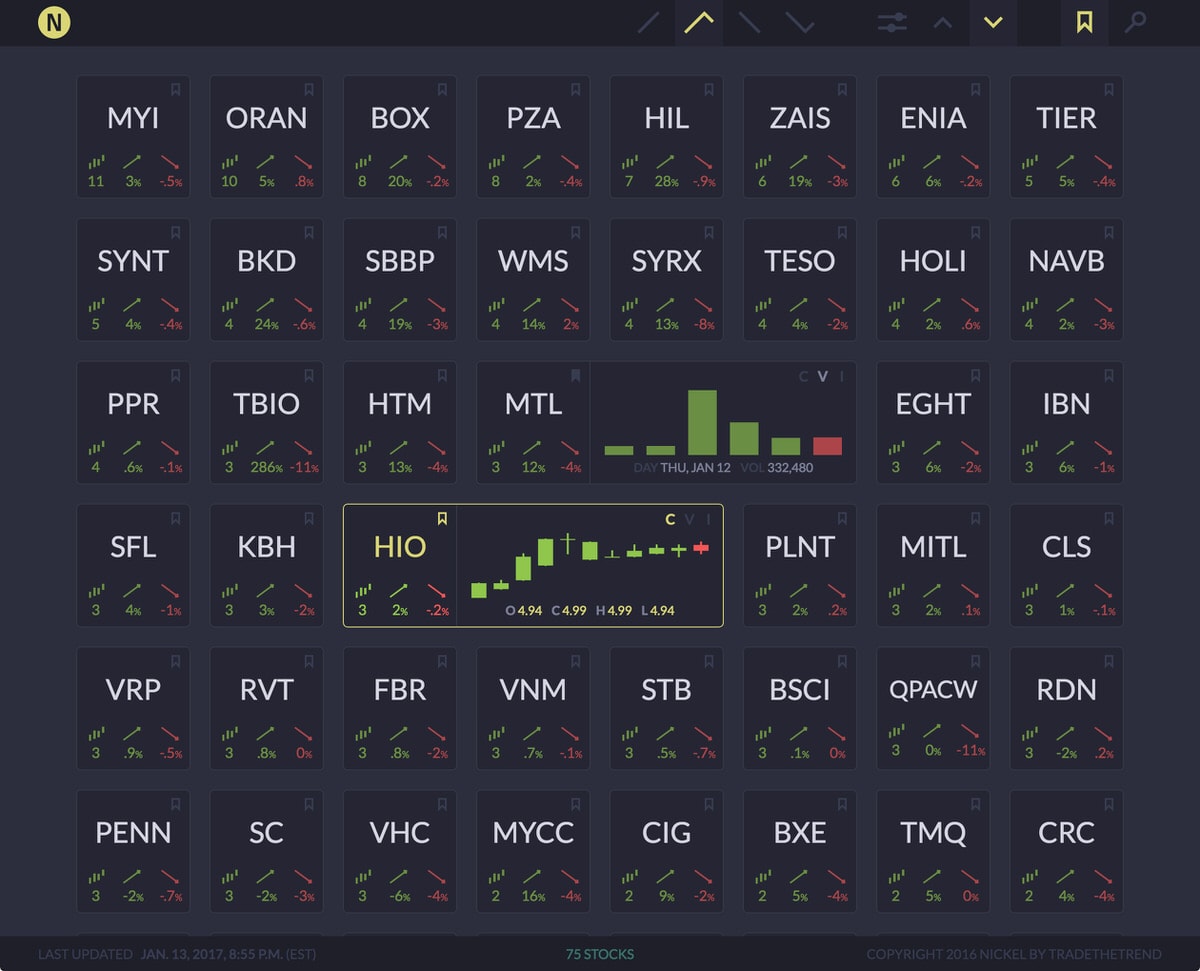 N
MYI ORAN BOX PZA HIL ZAIS ENIA TIER
11 3% -.5% 10 5% .8% 8 20% -.2% 8 2% -.4% 7 28% -.9% 6 19% -3% 6 6% -.2% 5 5% -.4%
SYNT BKD SBBP WMS SYRX TESO HOLI NAVB
5 4% -.4% 4 24% -.6% 4 19% -3% 4 14% 2% 4 13% -8% 4 4% -2% 4 2% .6% 4 2% -3%
C V I
PPR TBIO HTM MTL EGHT IBN
4 .6% -.1% 3 286% -11% 3 13% -4% 3 12% -4% DAY THU, JAN 12 VOL 332,480 3 6% -2% 3 6% -1%
C V I
SFL KBH HIO PLNT MITL CLS
3 4% -1% 3 3% -2% 3 2% -.2% O 4.94 C 4.99 H 4.99 L 4.94 3 2% .2% 3 2% .1% 3 1% -.1%
VRP RVT FBR VNM STB BSCI QPACW RDN
3 .9% -.5% 3 .8% 0% 3 .8% -2% 3 .7% -.1% 3 .5% -.7% 3 .1% 0% 3 0% -11% 3 -2% .2%
PENN SC VHC MYCC CIG BXE TMQ CRC
3 -2% -.7% 3 -2% -3% 3 -6% -4% 2 16% -4% 2 9% -2% 2 5% -4% 2 5% 0% 2 4% -4%
LAST UPDATED JAN. 13, 2017, 8:55 P.M. (EST) 75 STOCKS COPYRIGHT 2016 NICKEL BY TRADETHETREND